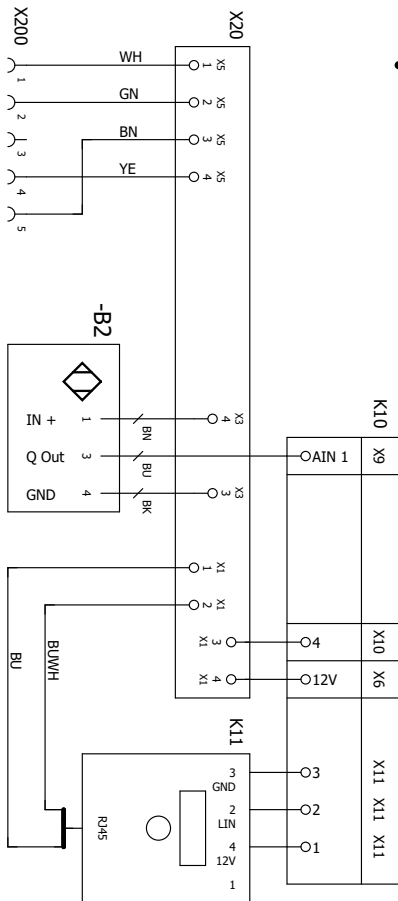 X200
X20
WH
1
1 X5
GN
2
2 X5
BN
3
3 X5
YE
4
4 X5
5
-B2
K10
IN +
1
BN
4 X3
Q Out
3
BU
AIN 1
X9
GND
4
BK
3 X3
1 X1
2 X1
X1 3
4
X10
X1 4
12V
X6
BU
BUWH
K11
RJ45
3
GND
3
X11
2
LIN
2
X11
4
12V
1
X11
1